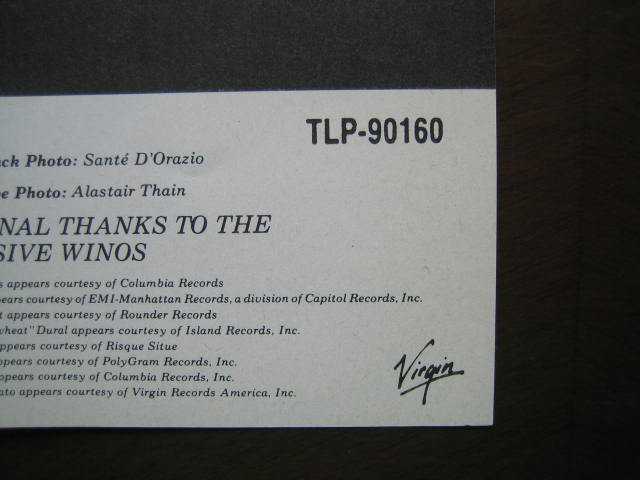 TLP-90160
ck Photo: Santé D'Orazio
e Photo: Alastair Thain
NAL THANKS TO THE
SIVE WINOS
s appears courtesy of Columbia Records
ears courtesy of EMI-Manhattan Records, a division of Capitol Records, Inc.
t appears courtesy of Rounder Records
wheat" Dural appears courtesy of Island Records, Inc.
appears courtesy of Risque Situe
ppears courtesy of PolyGram Records, Inc.
ppears courtesy of Columbia Records, Inc.
ato appears courtesy of Virgin Records America, Inc.
Virgin